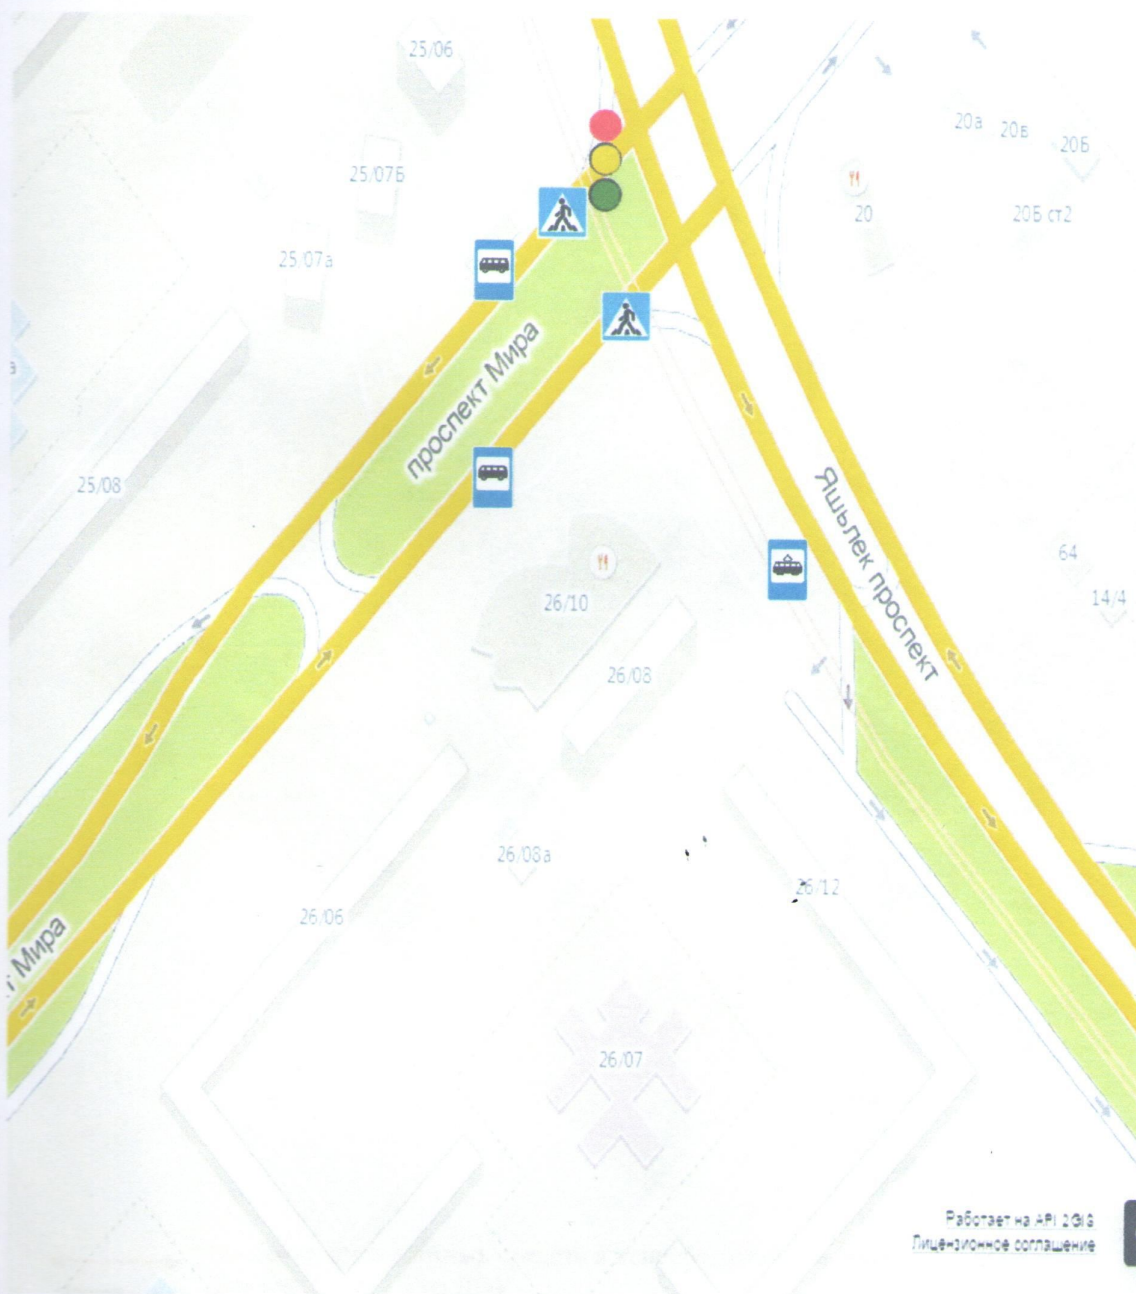 25/06
20а
20в
20Б
25/07Б
20
20Б ст2
25/07а
проспект Мира
а
25/08
Яшьлек проспект
64
26/10
14/4
26/08
26/08а
26/12
26/06
Мира
26/07
Работает на API 2GIS
Лицензионное соглашение